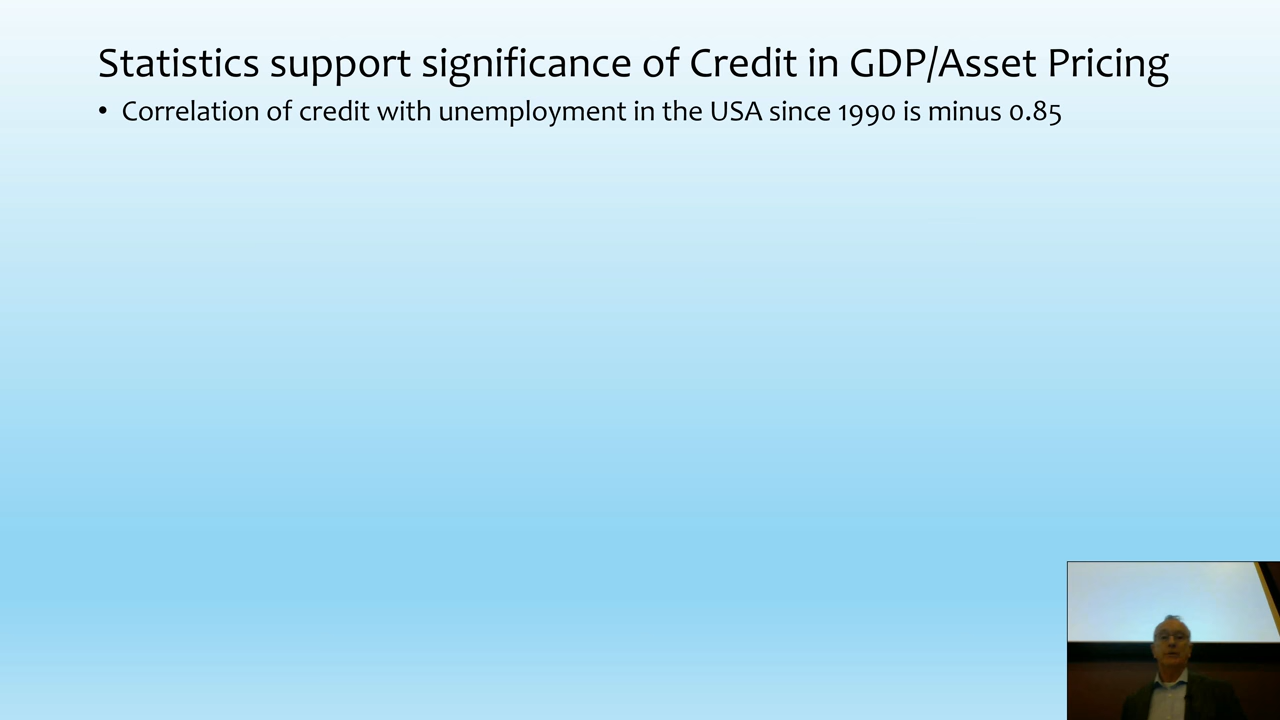 Statistics support significance of Credit in GDP/Asset Pricing
• Correlation of credit with unemployment in the USA since 1990 is minus 0.85